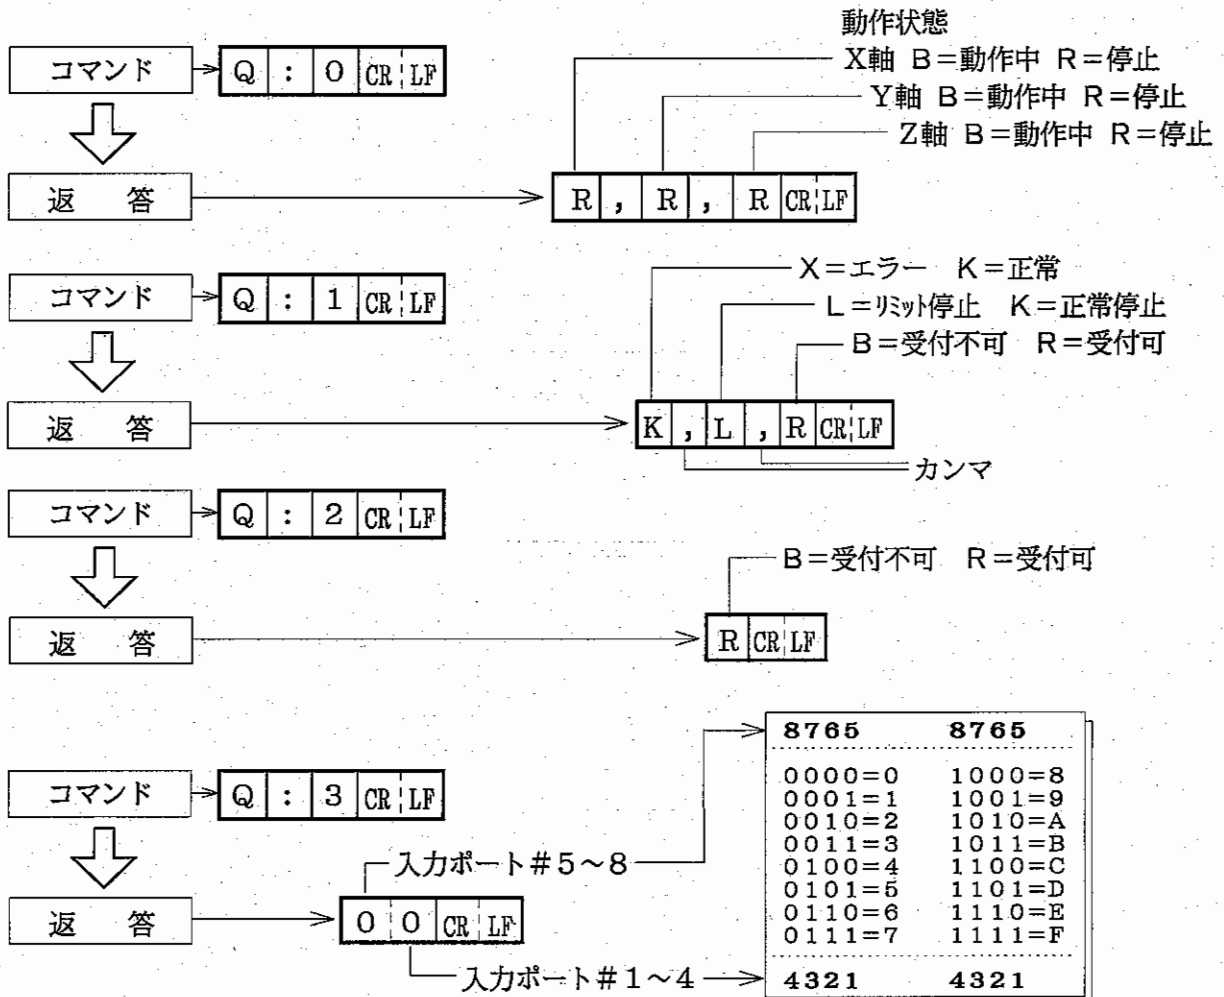 動作状態
X軸 B=動作中 R=停止
コマンド Q : 0 CR LF
Y軸 B=動作中 R=停止
Z軸 B=動作中 R=停止
返 答 R , R , R CR LF
X=エラー K=正常
コマンド Q : 1 CR LF
L=リミット停止 K=正常停止
B=受付不可 R=受付可
返 答 K , L , R CR LF
カンマ
コマンド Q : 2 CR LF
B=受付不可 R=受付可
返 答 R CR LF
8765 8765
コマンド Q : 3 CR LF
0000=0 1000=8
0001=1 1001=9
0010=2 1010=A
0011=3 1011=B
0100=4 1100=C
0101=5 1101=D
0110=6 1110=E
0111=7 1111=F
入力ポート#5~8
返 答 0 0 CR LF
入力ポート#1~4
4321 4321